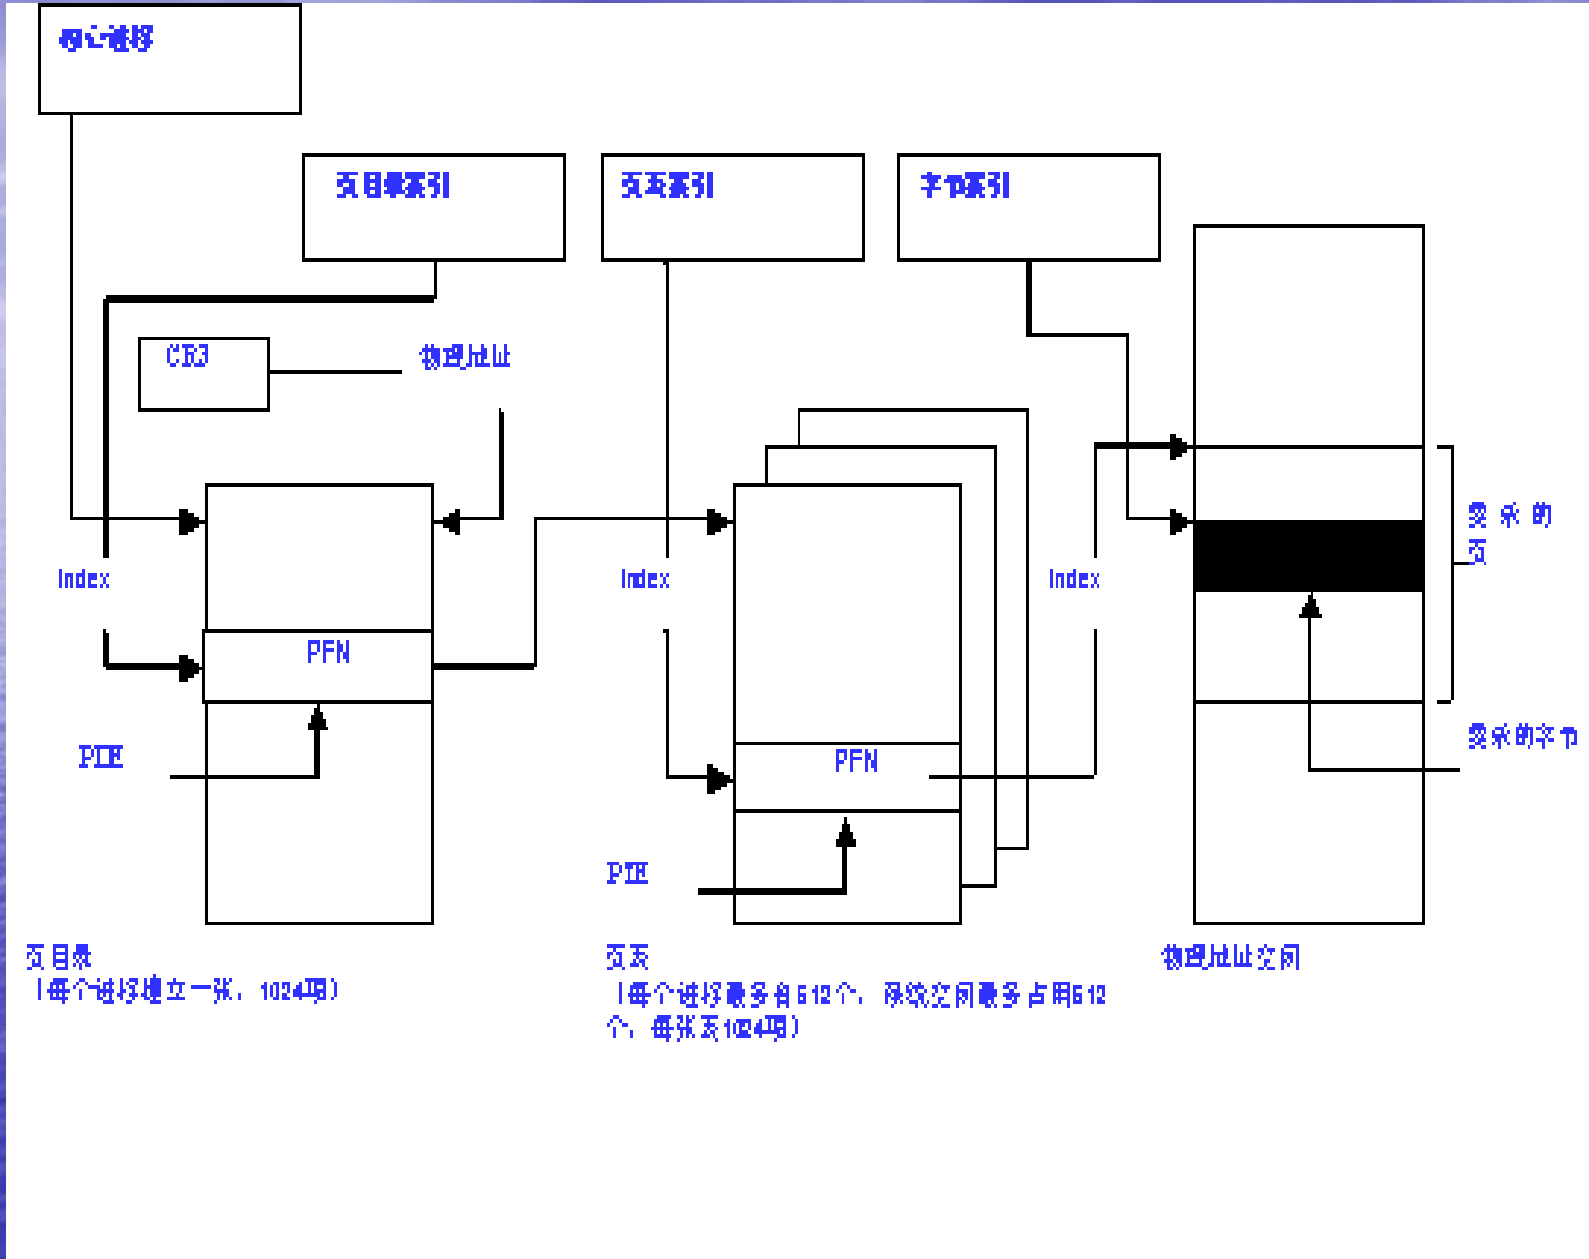 核心进程
页目录索引
页表索引
字节索引
CR3
物理地址
Index
Index
Index
要求的
页
PFN
PFN
PTE
PTE
要求的字节
页目录
（每个进程建立一张，1024项）
页表
（每个进程最多有512个，系统空间最多占用512
个，每张表1024项）
物理地址空间